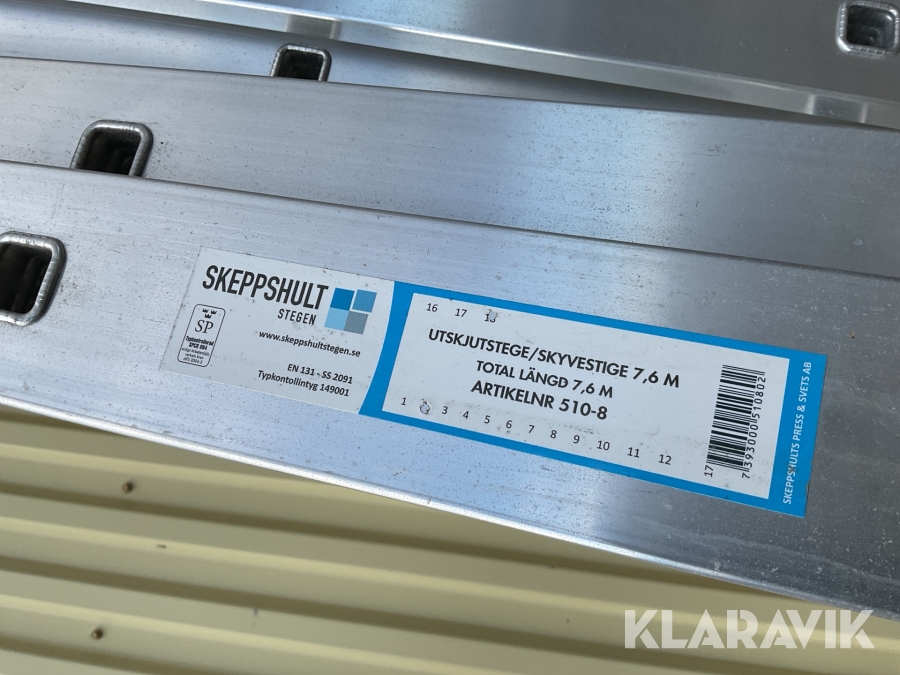 SKEPPSHULT
STEGEN
www.skeppshultstegen.se
SP
EN 131 - SS 2091
Typkontollintyg 149001
16 17 18
UTSKJUTSTEGE/SKYVESTIGE 7,6 M
TOTAL LÄNGD 7,6 M
ARTIKELNR 510-8
1 2 3 4 5 6 7 8 9 10 11 12
17
7393000510802
SKEPPSHULTS PRESS & SVETS AB
KLARAVIK